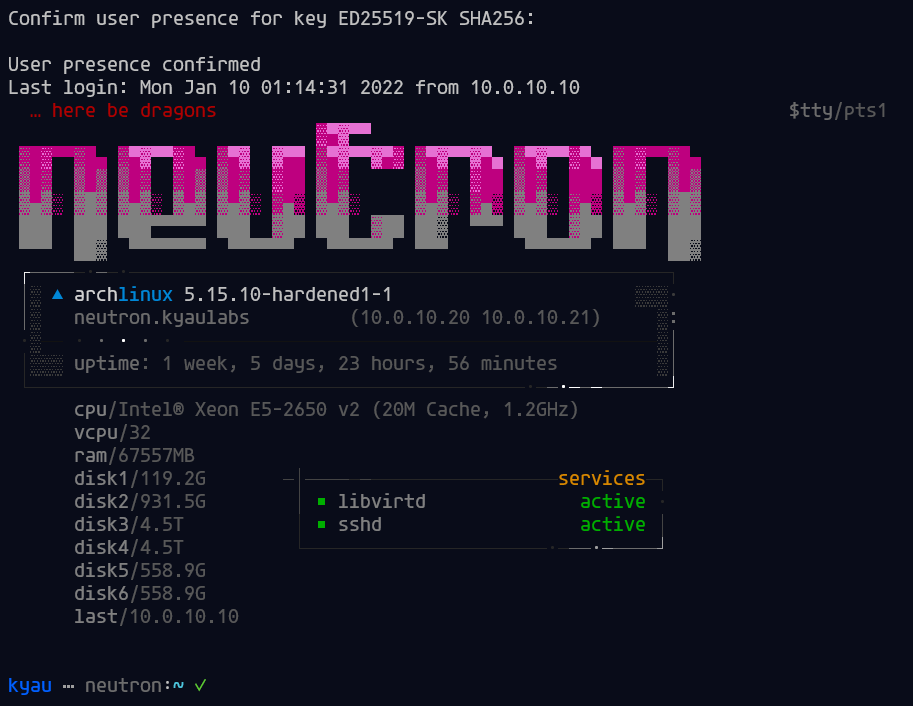 Confirm user presence for key ED25519-SK SHA256:
User presence confirmed
Last login: Mon Jan 10 01:14:31 2022 from 10.0.10.10
… here be dragons $tty/pts1
neutron
▲ archlinux 5.15.10-hardened1-1
neutron.kyaulabs (10.0.10.20 10.0.10.21)
uptime: 1 week, 5 days, 23 hours, 56 minutes
cpu/Intel® Xeon E5-2650 v2 (20M Cache, 1.2GHz)
vcpu/32
ram/67557MB
disk1/119.2G
disk2/931.5G
disk3/4.5T
disk4/4.5T
disk5/558.9G
disk6/558.9G
last/10.0.10.10
services
▪ libvirtd active
▪ sshd active
kyau … neutron:~ ✓